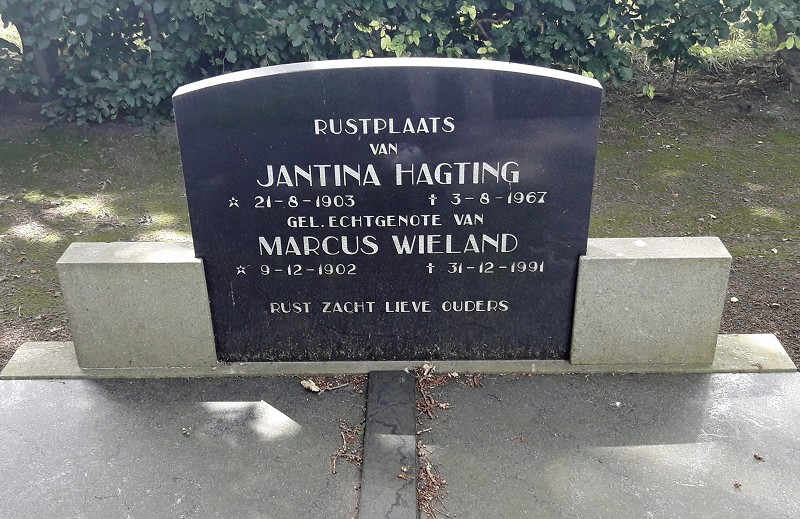 RUSTPLAATS
VAN
JANTINA HAGTING
☆ 21-8-1903 † 3-8-1967
GEL. ECHTGENOTE VAN
MARCUS WIELAND
☆ 9-12-1902 † 31-12-1991
RUST ZACHT LIEVE OUDERS